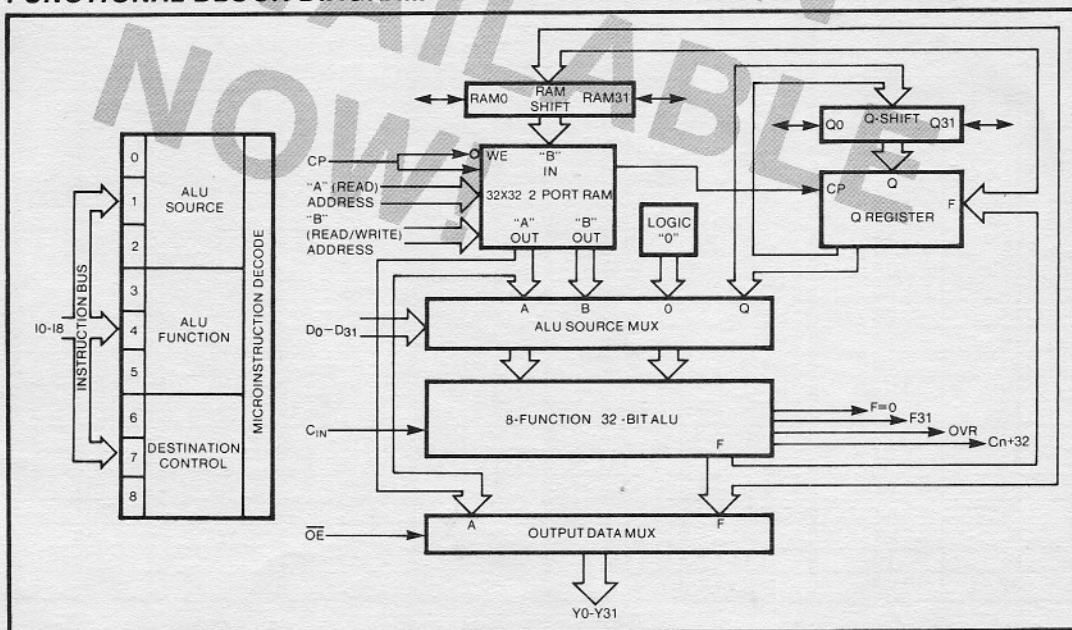 FUNCTIONAL BLOCK DIAGRAM
AVAILABLE
NOW!
RAM0
RAM
SHIFT
RAM31
Q0
Q-SHIFT
Q31
0
1
2
3
4
5
6
7
8
ALU
SOURCE
ALU
FUNCTION
DESTINATION
CONTROL
MICROINSTRUCTION DECODE
INSTRUCTION BUS
I0-I8
CP
"A" (READ)
ADDRESS
"B"
(READ/WRITE)
ADDRESS
WE
"B"
IN
32X32 2 PORT RAM
"A"
OUT
"B"
OUT
LOGIC
"0"
CP
Q
F
Q REGISTER
D0–D31
A
B
0
Q
ALU SOURCE MUX
CIN
8-FUNCTION 32-BIT ALU
F
F=0
F31
OVR
Cn+32
OE
A
F
OUTPUT DATA MUX
Y0-Y31